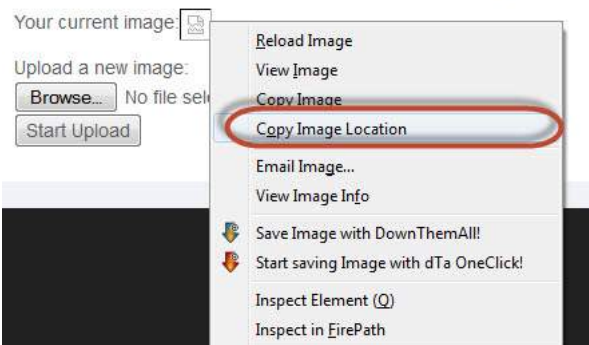 Your current image:
Reload Image
View Image
Upload a new image:
Copy Image
Browse... No file sele
Copy Image Location
Start Upload
Email Image...
View Image Info
Save Image with DownThemAll!
Start saving Image with dTa OneClick!
Inspect Element (Q)
Inspect in FirePath